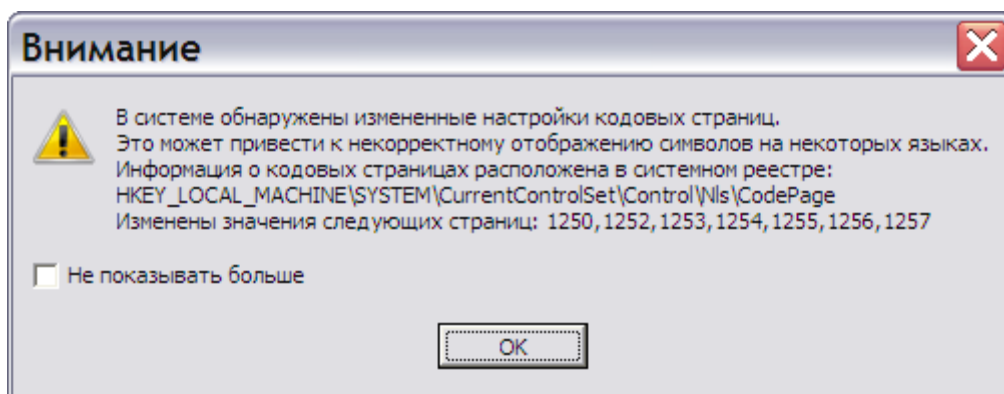 Внимание
В системе обнаружены измененные настройки кодовых страниц.
Это может привести к некорректному отображению символов на некоторых языках.
Информация о кодовых страницах расположена в системном реестре:
HKEY_LOCAL_MACHINE\SYSTEM\CurrentControlSet\Control\Nls\CodePage
Изменены значения следующих страниц: 1250,1252,1253,1254,1255,1256,1257
Не показывать больше
OK